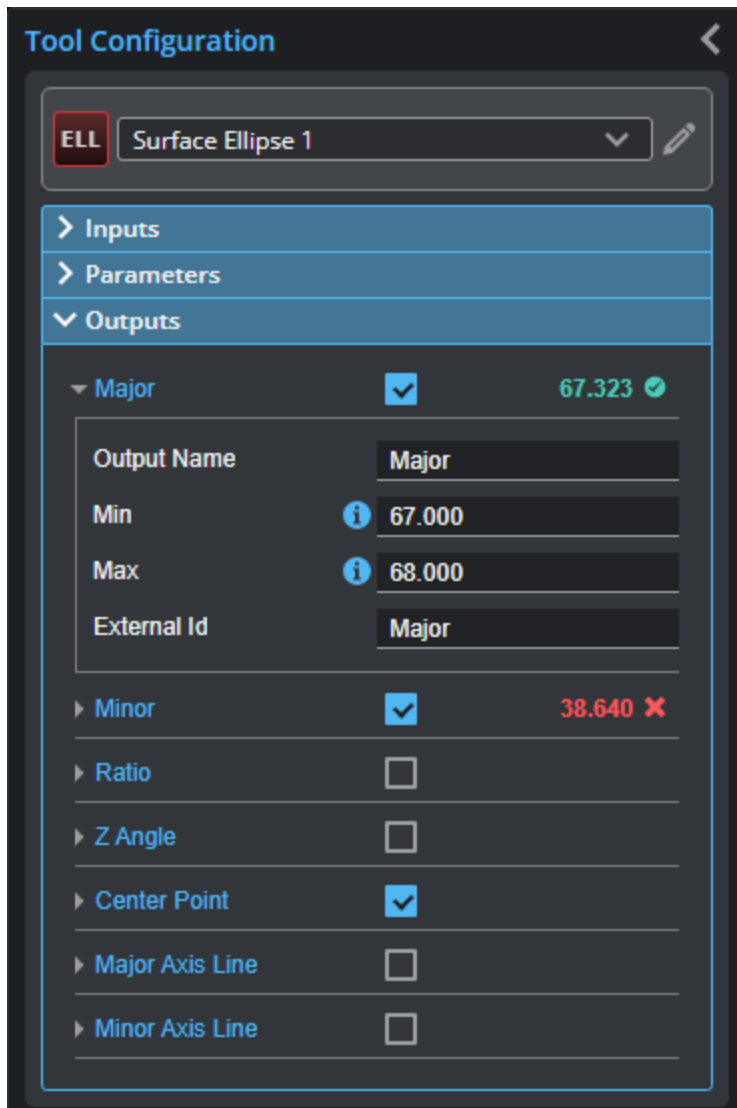 Tool Configuration
ELL Surface Ellipse 1
Inputs
Parameters
Outputs
Major 67.323
Output Name Major
Min 67.000
Max 68.000
External Id Major
Minor 38.640
Ratio
Z Angle
Center Point
Major Axis Line
Minor Axis Line